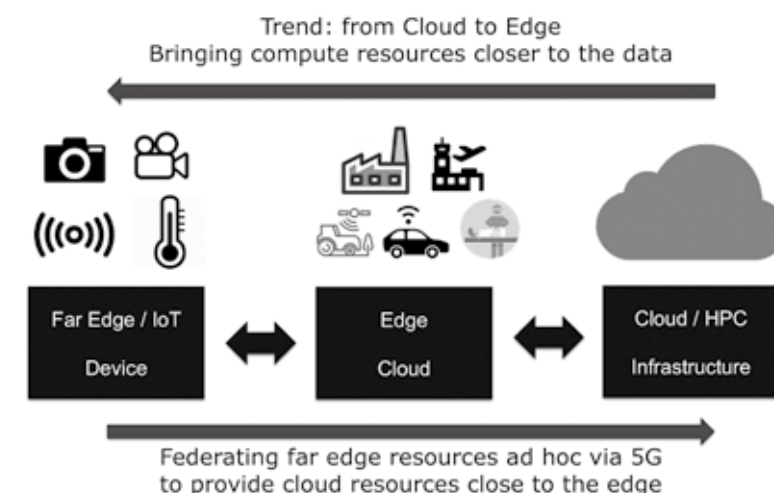 Trend: from Cloud to Edge
Bringing compute resources closer to the data
Far Edge / IoT
Device
Edge
Cloud
Cloud / HPC
Infrastructure
Federating far edge resources ad hoc via 5G
to provide cloud resources close to the edge